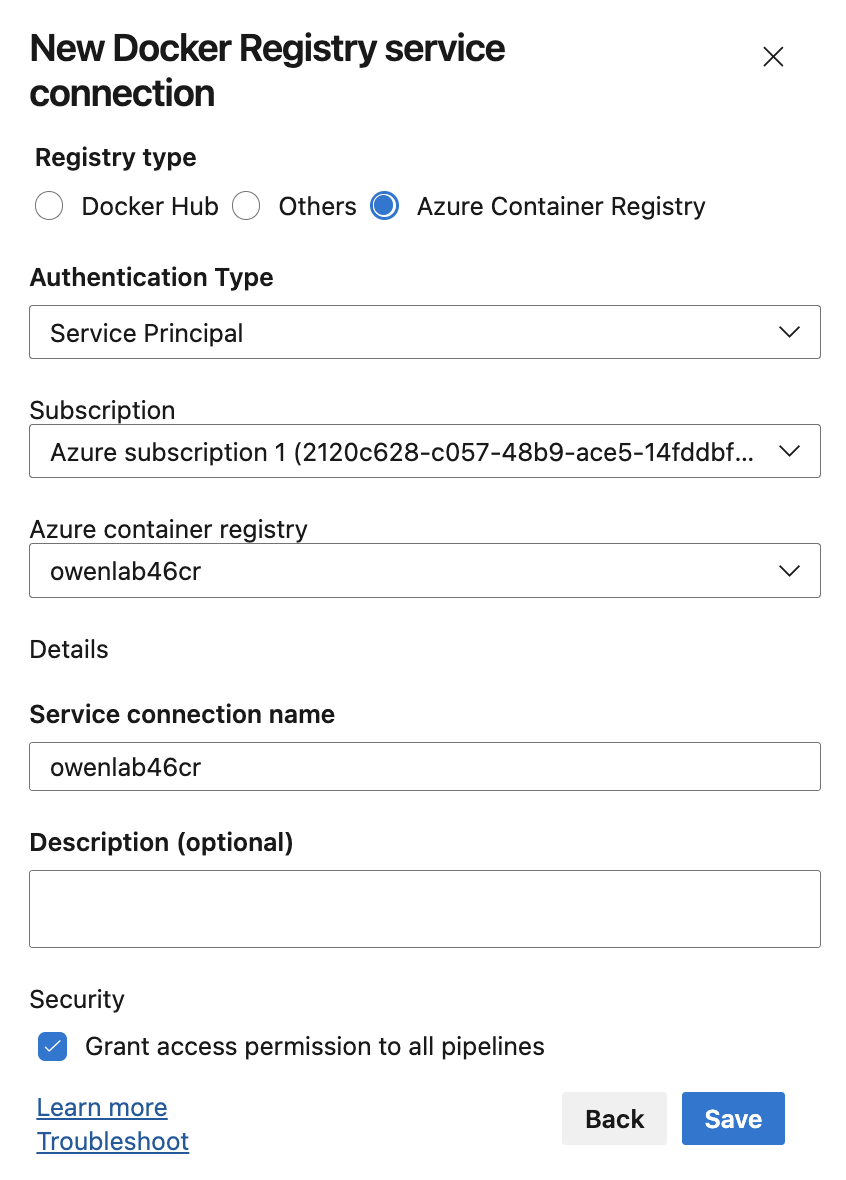 New Docker Registry service
connection
Registry type
Docker Hub Others Azure Container Registry
Authentication Type
Service Principal
Subscription
Azure subscription 1 (2120c628-c057-48b9-ace5-14fddbf...
Azure container registry
owenlab46cr
Details
Service connection name
owenlab46cr
Description (optional)
Security
Grant access permission to all pipelines
Learn more
Troubleshoot
Back Save